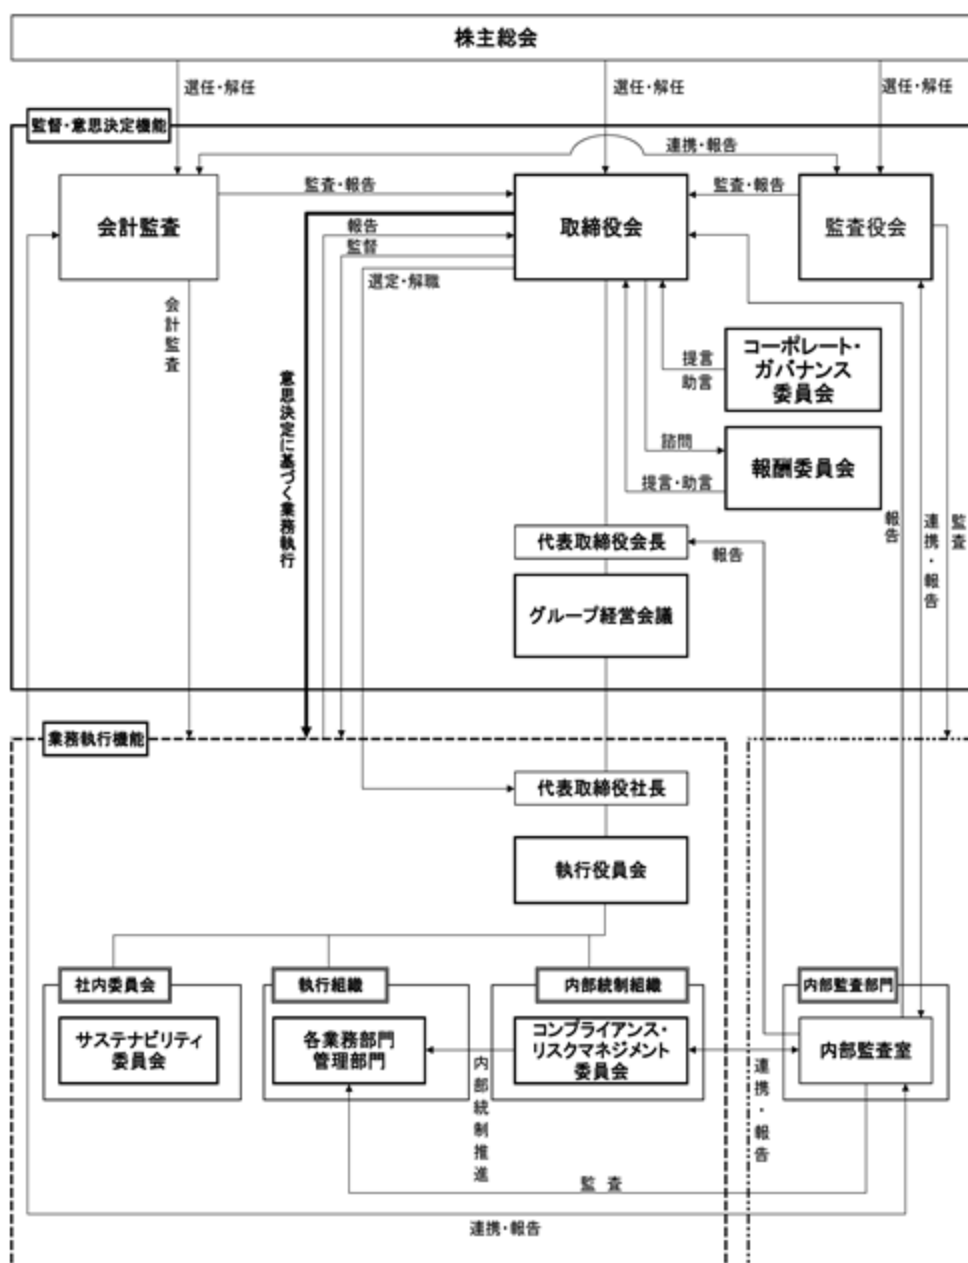 株主総会
選任・解任
選任・解任
選任・解任
監督・意思決定機能
連携・報告
会計監査
監査・報告
取締役会
監査・報告
監査役会
報告
監督
選定・解職
会計監査
意思決定に基づく業務執行
提言
助言
コーポレート・
ガバナンス
委員会
諮問
提言・助言
報酬委員会
報告
連携・報告
監査
代表取締役会長
報告
グループ経営会議
業務執行機能
代表取締役社長
執行役員会
社内委員会
執行組織
内部統制組織
内部監査部門
サステナビリティ
委員会
各業務部門
管理部門
内部統制推進
コンプライアンス・
リスクマネジメント
委員会
連携・報告
内部監査室
監 査
連携・報告